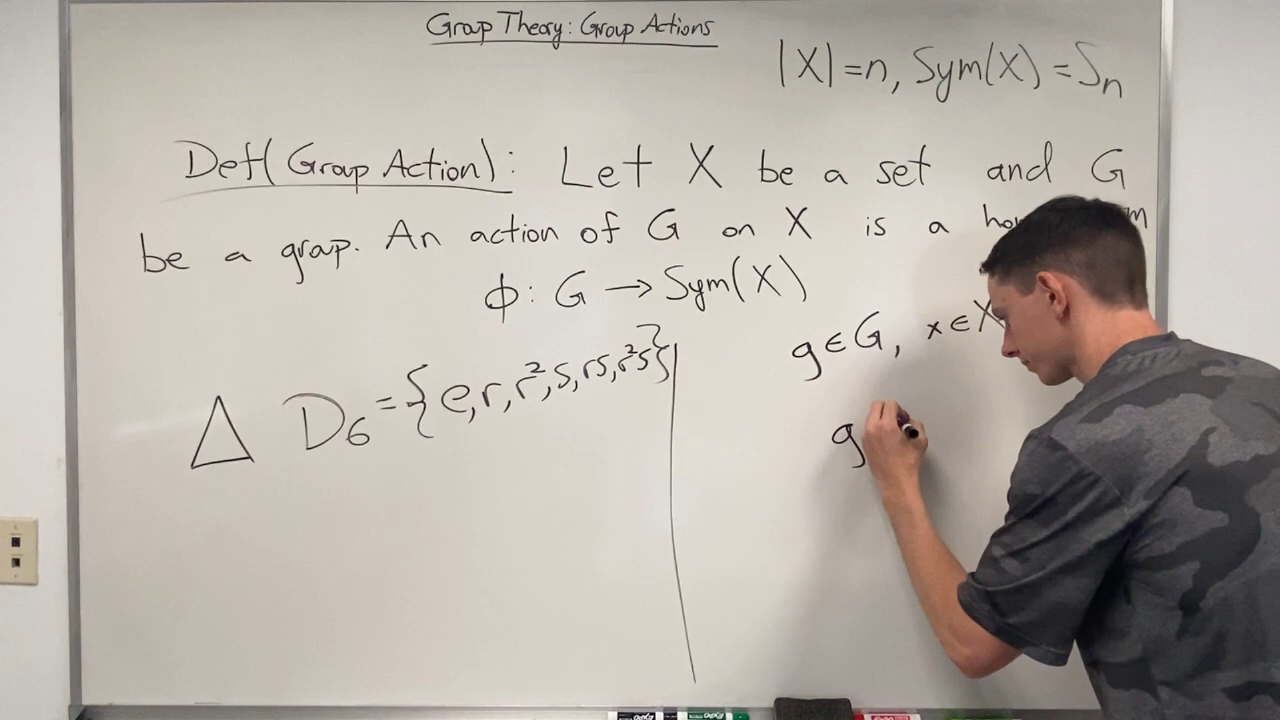 Group Theory: Group Actions
|X|=n, Sym(X) = Sn
Def(Group Action): Let X be a set and G
be a group. An action of G on X is a
ϕ: G → Sym(X)
△ D₆ = {e, r, r², s, rs, r²s}
g ∈ G, x ∈ X
g